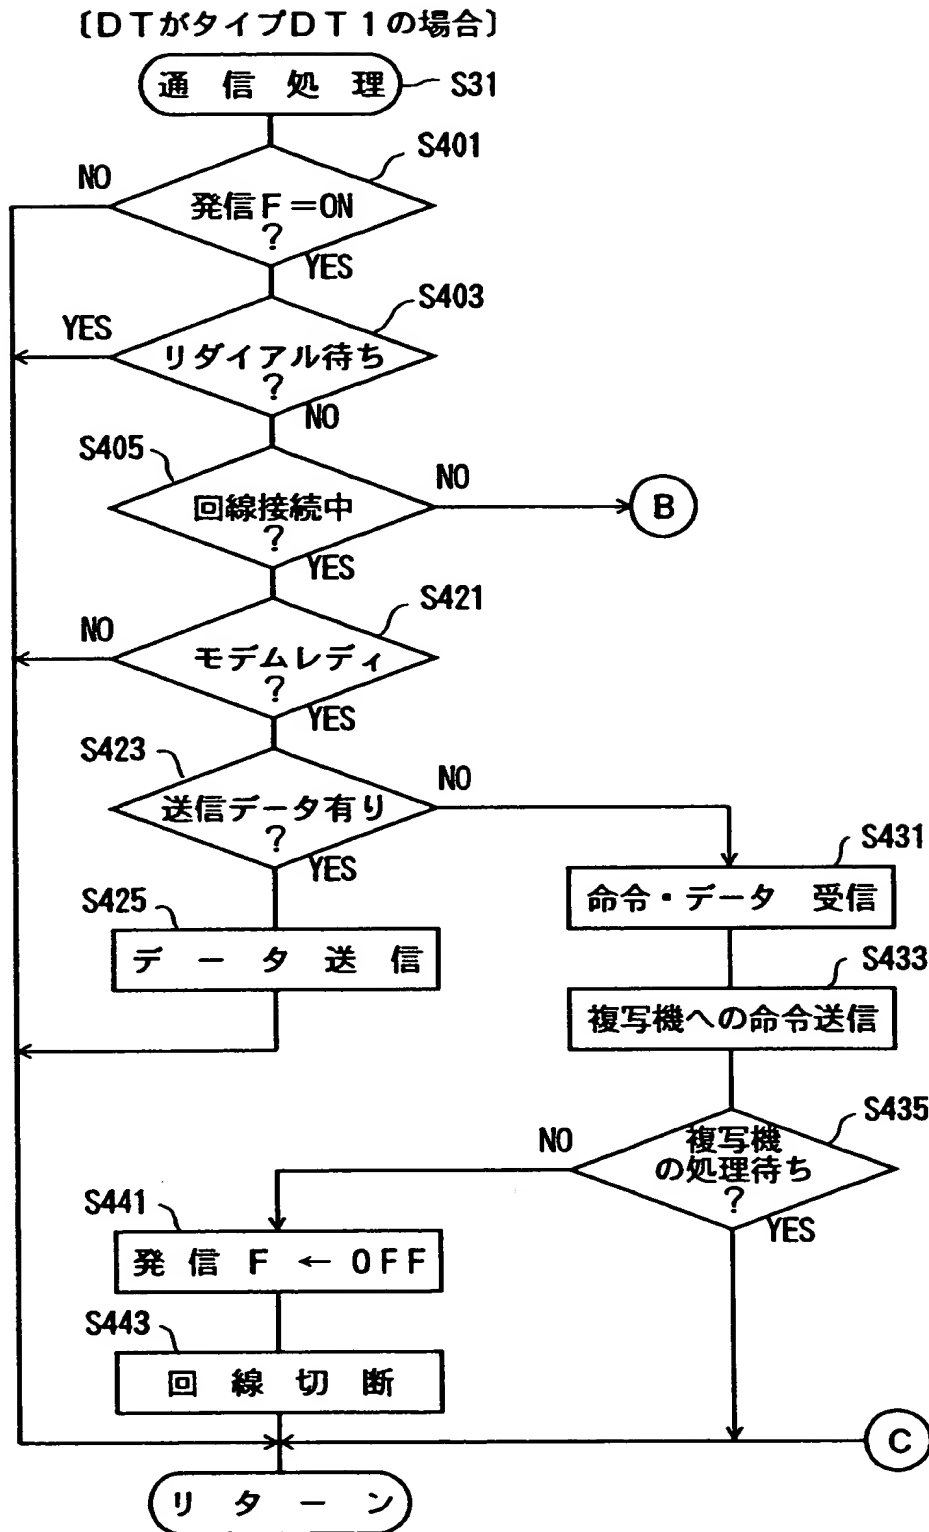 〔DTがタイプDT1の場合〕
通信処理
S31
S401
NO
発信F=ON
?
YES
S403
YES
リダイアル待ち
?
NO
S405
NO
回線接続中
?
B
YES
S421
NO
モデムレディ
?
YES
S423
NO
送信データ有り
?
YES
S431
命令・データ 受信
S425
データ送信
S433
複写機への命令送信
S435
NO
複写機
の処理待ち
?
YES
S441
発信F ← OFF
S443
回線切断
C
リターン